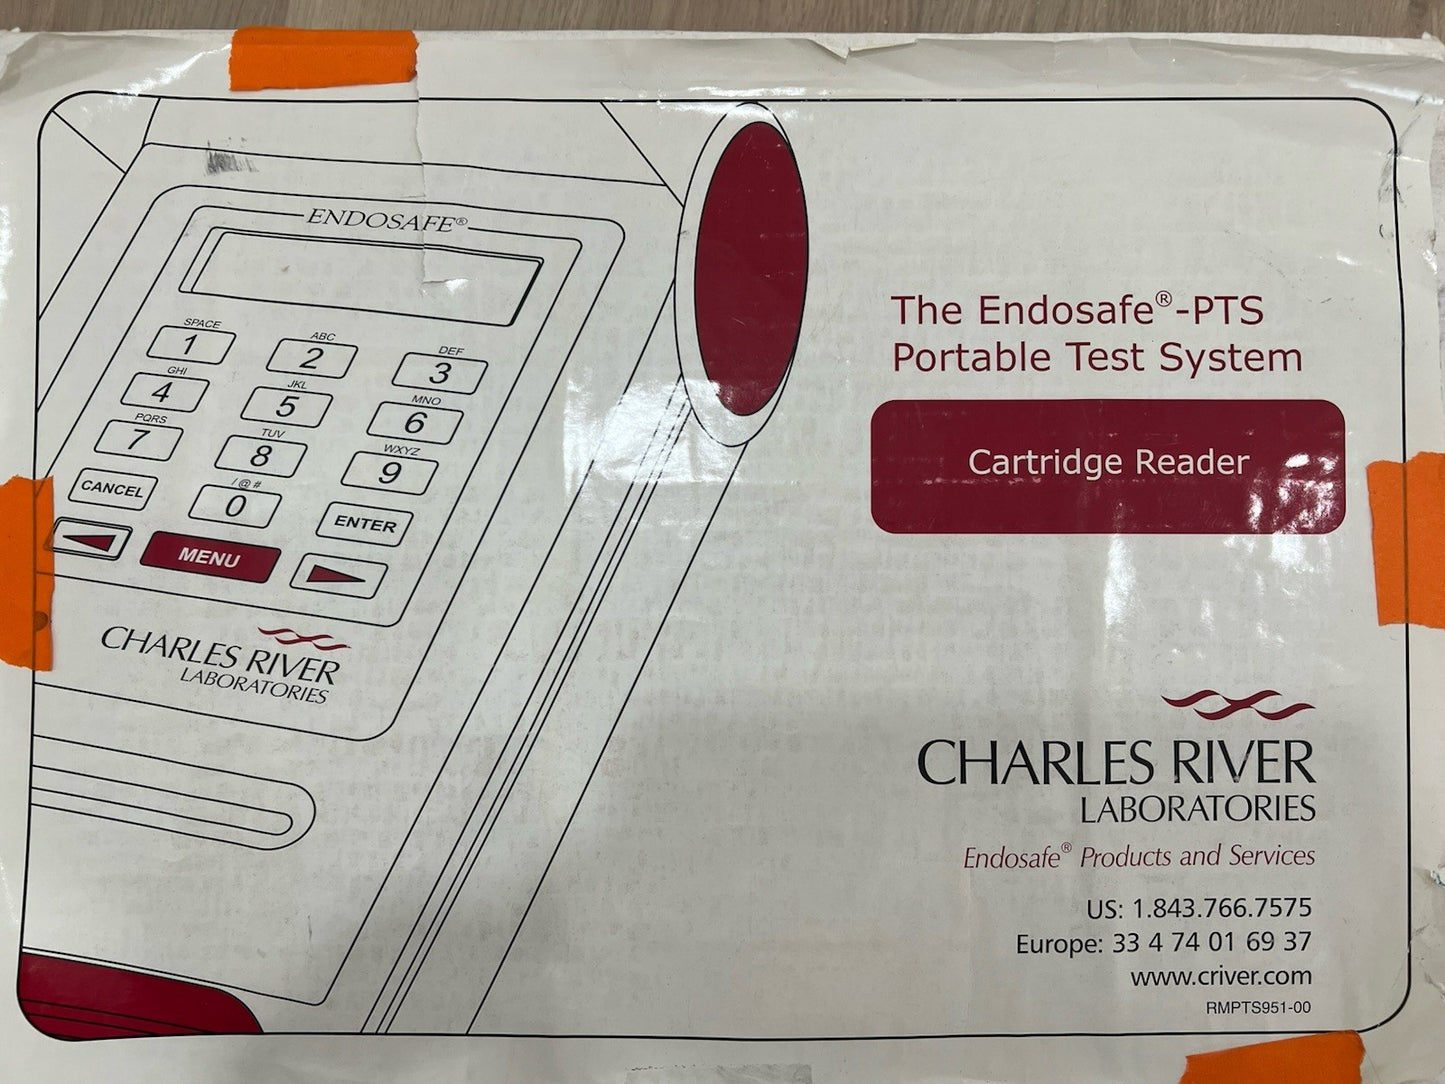 ENDOSAFE®
SPACE
1
ABC
2
DEF
3
GHI
4
JKL
5
MNO
6
PQRS
7
TUV
8
WXYZ
9
CANCEL
/ @ #
0
ENTER
MENU
CHARLES RIVER
LABORATORIES
The Endosafe®-PTS
Portable Test System
Cartridge Reader
CHARLES RIVER
LABORATORIES
Endosafe® Products and Services
US: 1.843.766.7575
Europe: 33 4 74 01 69 37
www.criver.com
RMPTS951-00